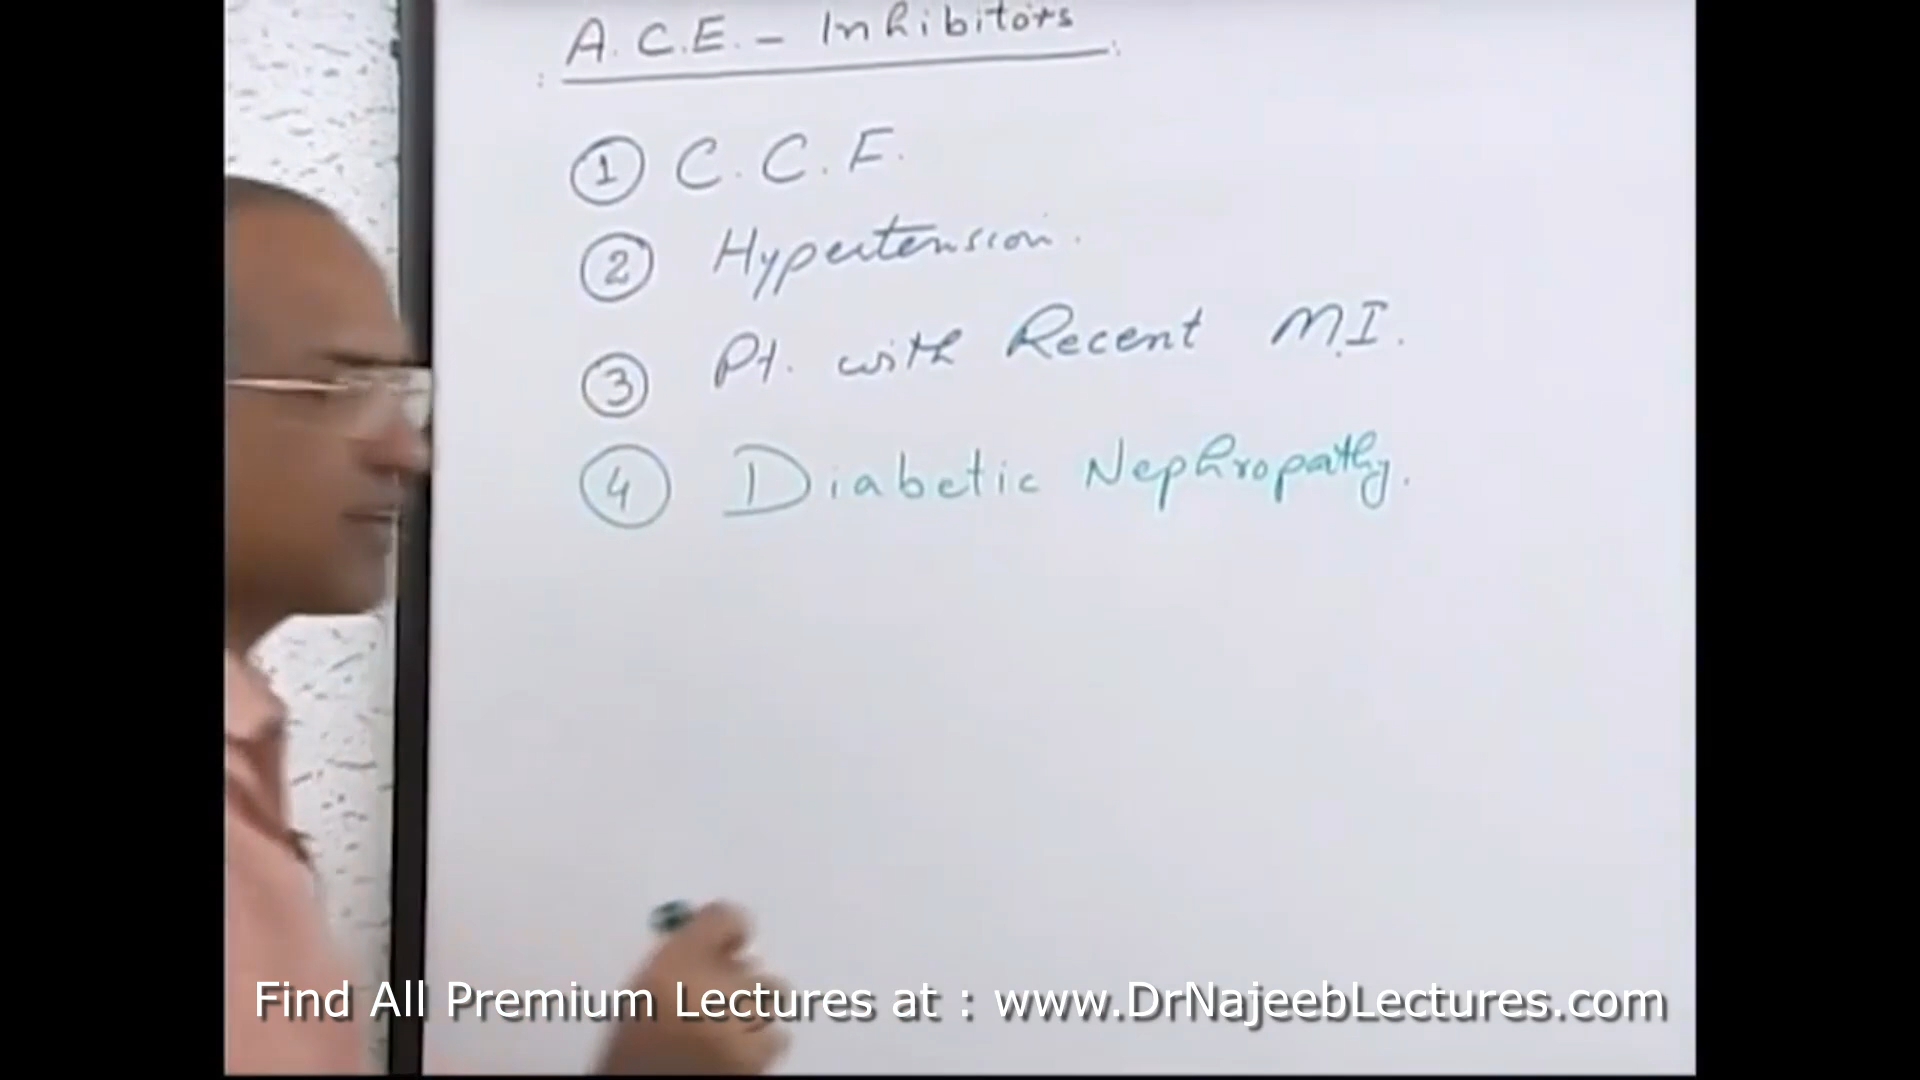 A.C.E. - Inhibitors
1 C.C.F.
2 Hypertension.
3 Pt. with Recent M.I.
4 Diabetic Nephropathy.
Find All Premium Lectures at : www.DrNajeebLectures.com